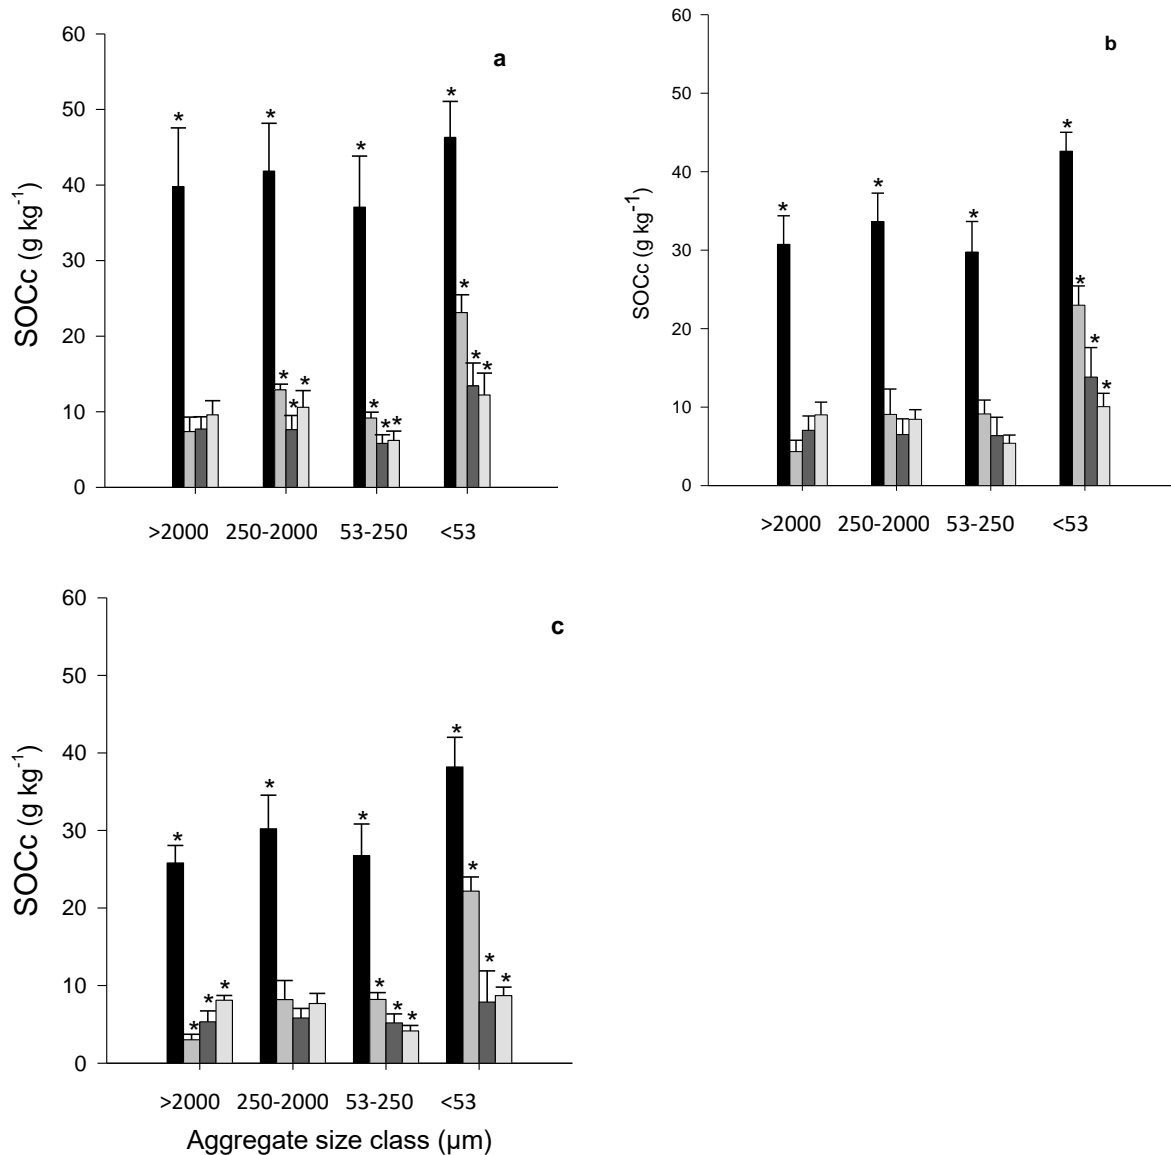 a
SOCc (g kg⁻¹)
60
50
40
30
20
10
0
* * * *
* * * * * * * * *
>2000 250-2000 53-250 <53
b
SOCc (g kg⁻¹)
60
50
40
30
20
10
0
* * * *
* * *
>2000 250-2000 53-250 <53
c
SOCc (g kg⁻¹)
60
50
40
30
20
10
0
* * * *
* * * * * * * * *
>2000 250-2000 53-250 <53
Aggregate size class (µm)